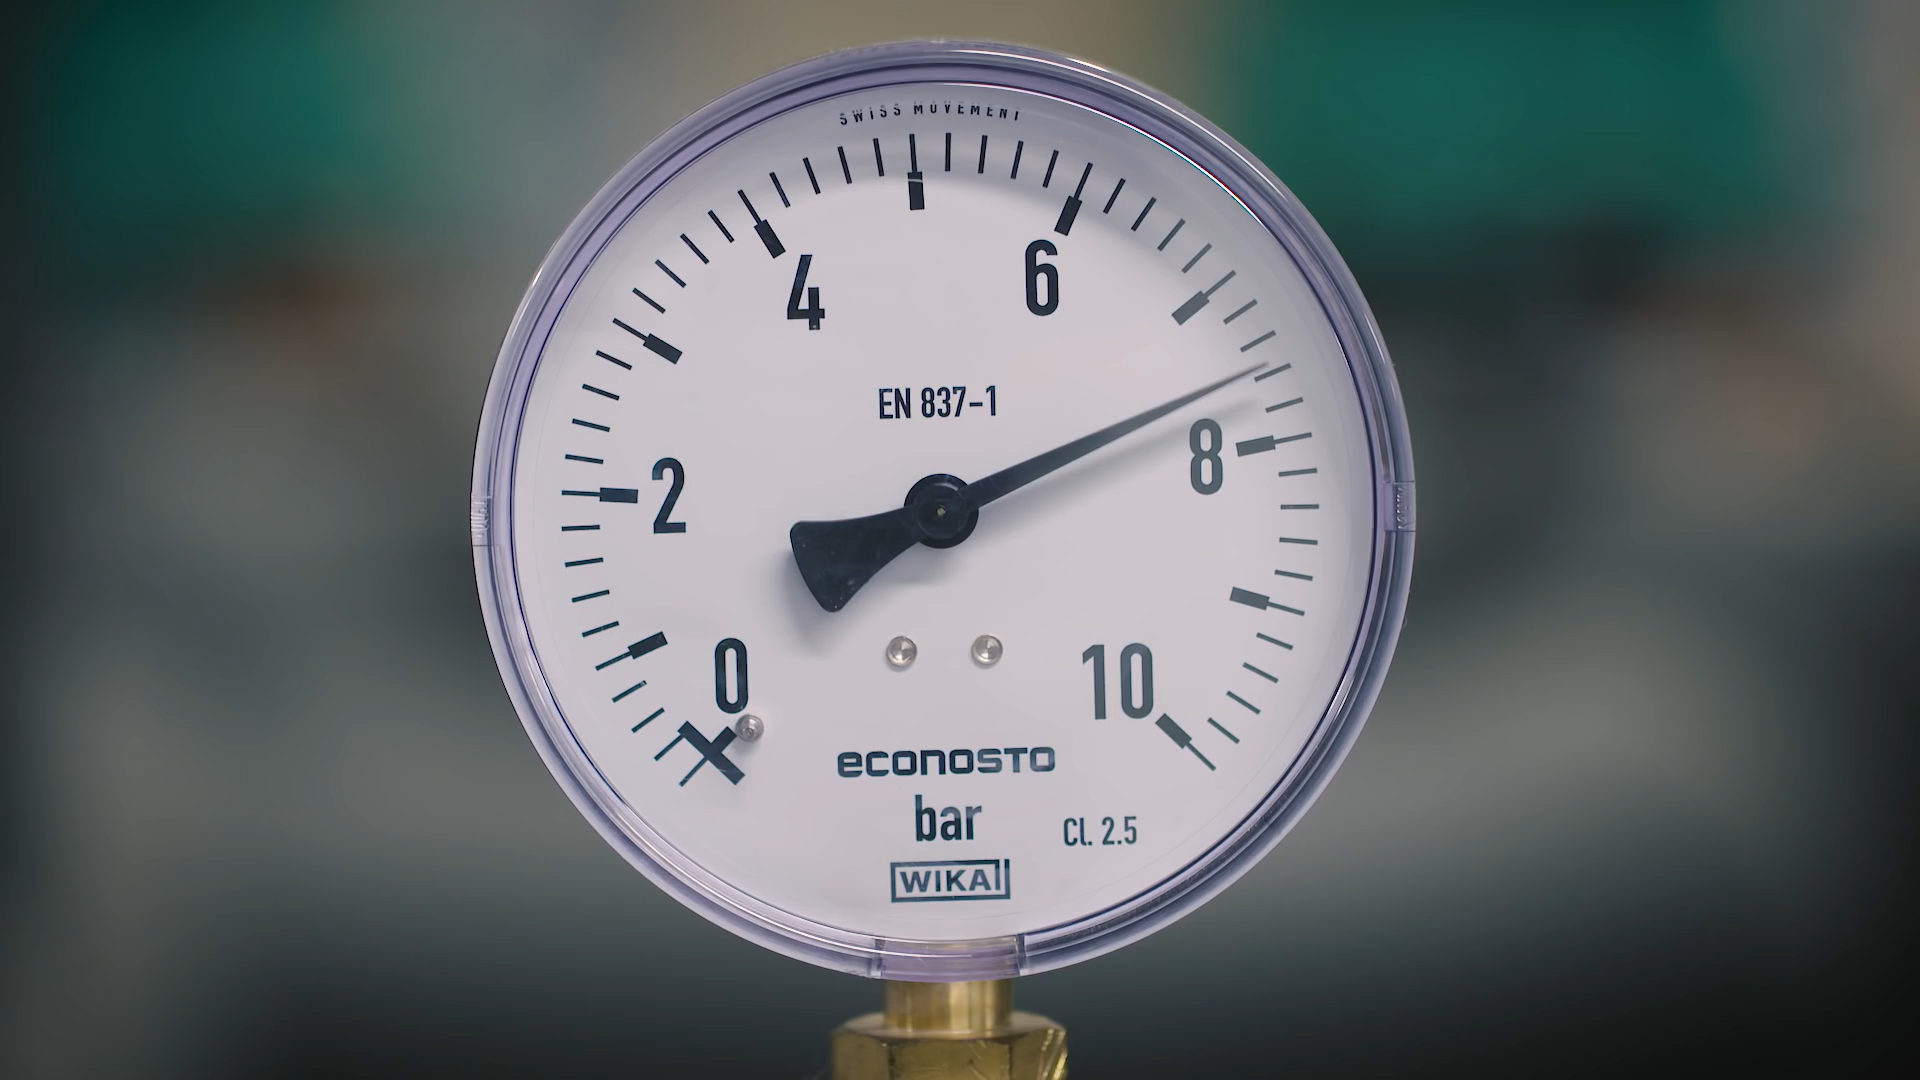 SWISS MOVEMENT
4 6
EN 837-1
2 8
0 10
econosto
bar
Cl. 2.5
WIKA